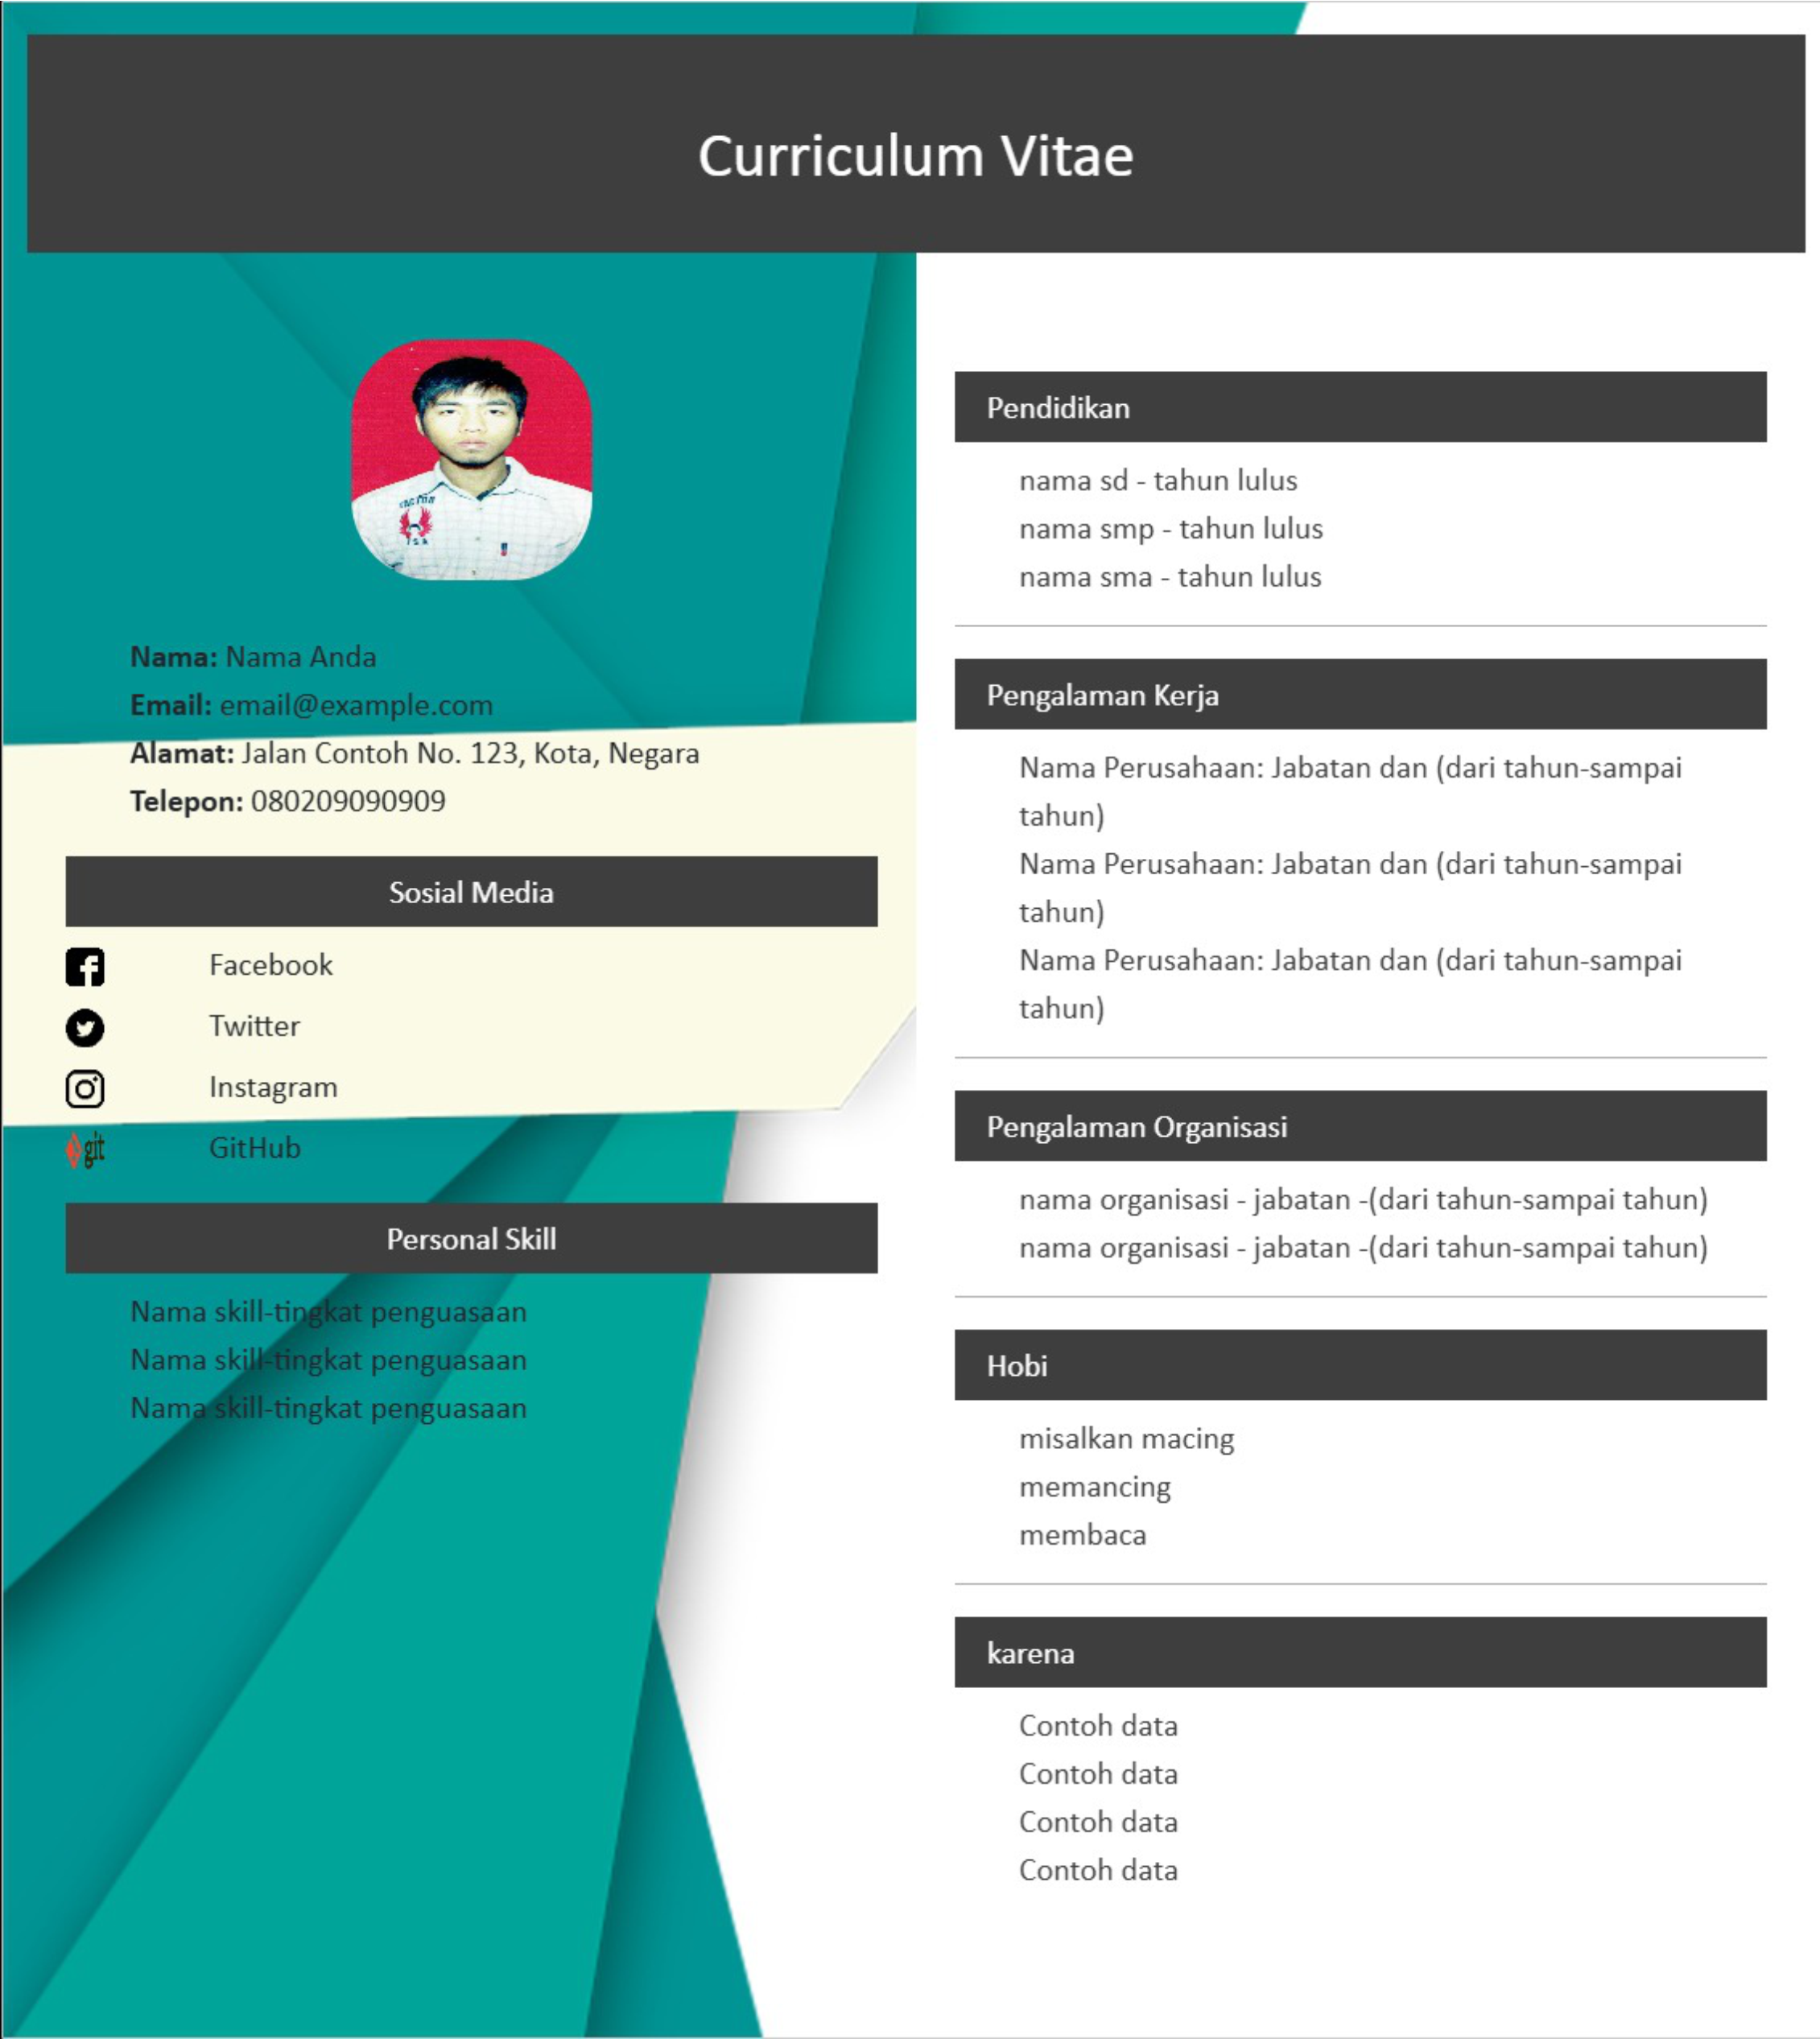 Curriculum Vitae
Nama: Nama Anda
Email: email@example.com
Alamat: Jalan Contoh No. 123, Kota, Negara
Telepon: 080209090909
Sosial Media
Facebook
Twitter
Instagram
git
GitHub
Personal Skill
Nama skill-tingkat penguasaan
Nama skill-tingkat penguasaan
Nama skill-tingkat penguasaan
Pendidikan
nama sd - tahun lulus
nama smp - tahun lulus
nama sma - tahun lulus
Pengalaman Kerja
Nama Perusahaan: Jabatan dan (dari tahun-sampai
tahun)
Nama Perusahaan: Jabatan dan (dari tahun-sampai
tahun)
Nama Perusahaan: Jabatan dan (dari tahun-sampai
tahun)
Pengalaman Organisasi
nama organisasi - jabatan -(dari tahun-sampai tahun)
nama organisasi - jabatan -(dari tahun-sampai tahun)
Hobi
misalkan macing
memancing
membaca
karena
Contoh data
Contoh data
Contoh data
Contoh data